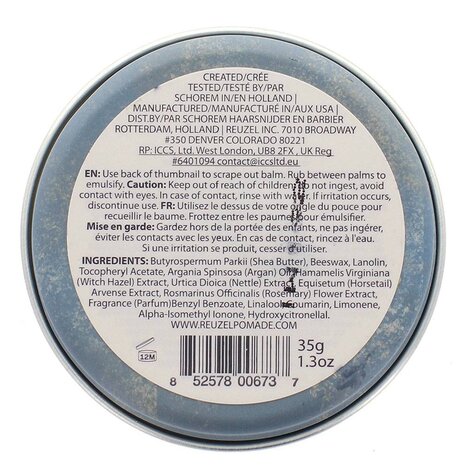 CREATED/CRÉE
TESTED/TESTÉ BY/PAR
SCHOREM IN/EN HOLLAND |
MANUFACTURED/MANUFACTURÉ IN/AUX USA |
DIST.BY/PAR SCHOREM HAARSNIJDER EN BARBIER
ROTTERDAM, HOLLAND | REUZEL INC. 7010 BROADWAY
#350 DENVER COLORADO 80221
RP: ICCS, Ltd. West London, UB8 2FX , UK Reg
#6401094 contact@iccsltd.eu
EN: Use back of thumbnail to scrape out balm. Rub between palms to
emulsify. Caution: Keep out of reach of children, do not ingest, avoid
contact with eyes. In case of contact, rinse with water. If irritation occurs,
discontinue use. FR: Utilisez le dessus de votre ongle du pouce pour
recueillir le baume. Frottez entre les paumes pour émulsifier.
Mise en garde: Gardez hors de la portée des enfants, ne pas ingérer,
éviter les contacts avec les yeux. En cas de contact, rincez à l'eau.
Si une irritation se produit, cesser d'utiliser.
INGREDIENTS: Butyrospermum Parkii (Shea Butter), Beeswax, Lanolin,
Tocopheryl Acetate, Argania Spinosa (Argan) Oil, Hamamelis Virginiana
(Witch Hazel) Extract, Urtica Dioica (Nettle) Extract, Equisetum (Horsetail)
Arvense Extract, Rosmarinus Officinalis (Rosemary) Flower Extract,
Fragrance (Parfum)Benzyl Benzoate, Linalool, Coumarin, Limonene,
Alpha-Isomethyl Ionone, Hydroxycitronellal.
WWW.REUZELPOMADE.COM
12M
35g
1.3oz
8 52578 00673 7